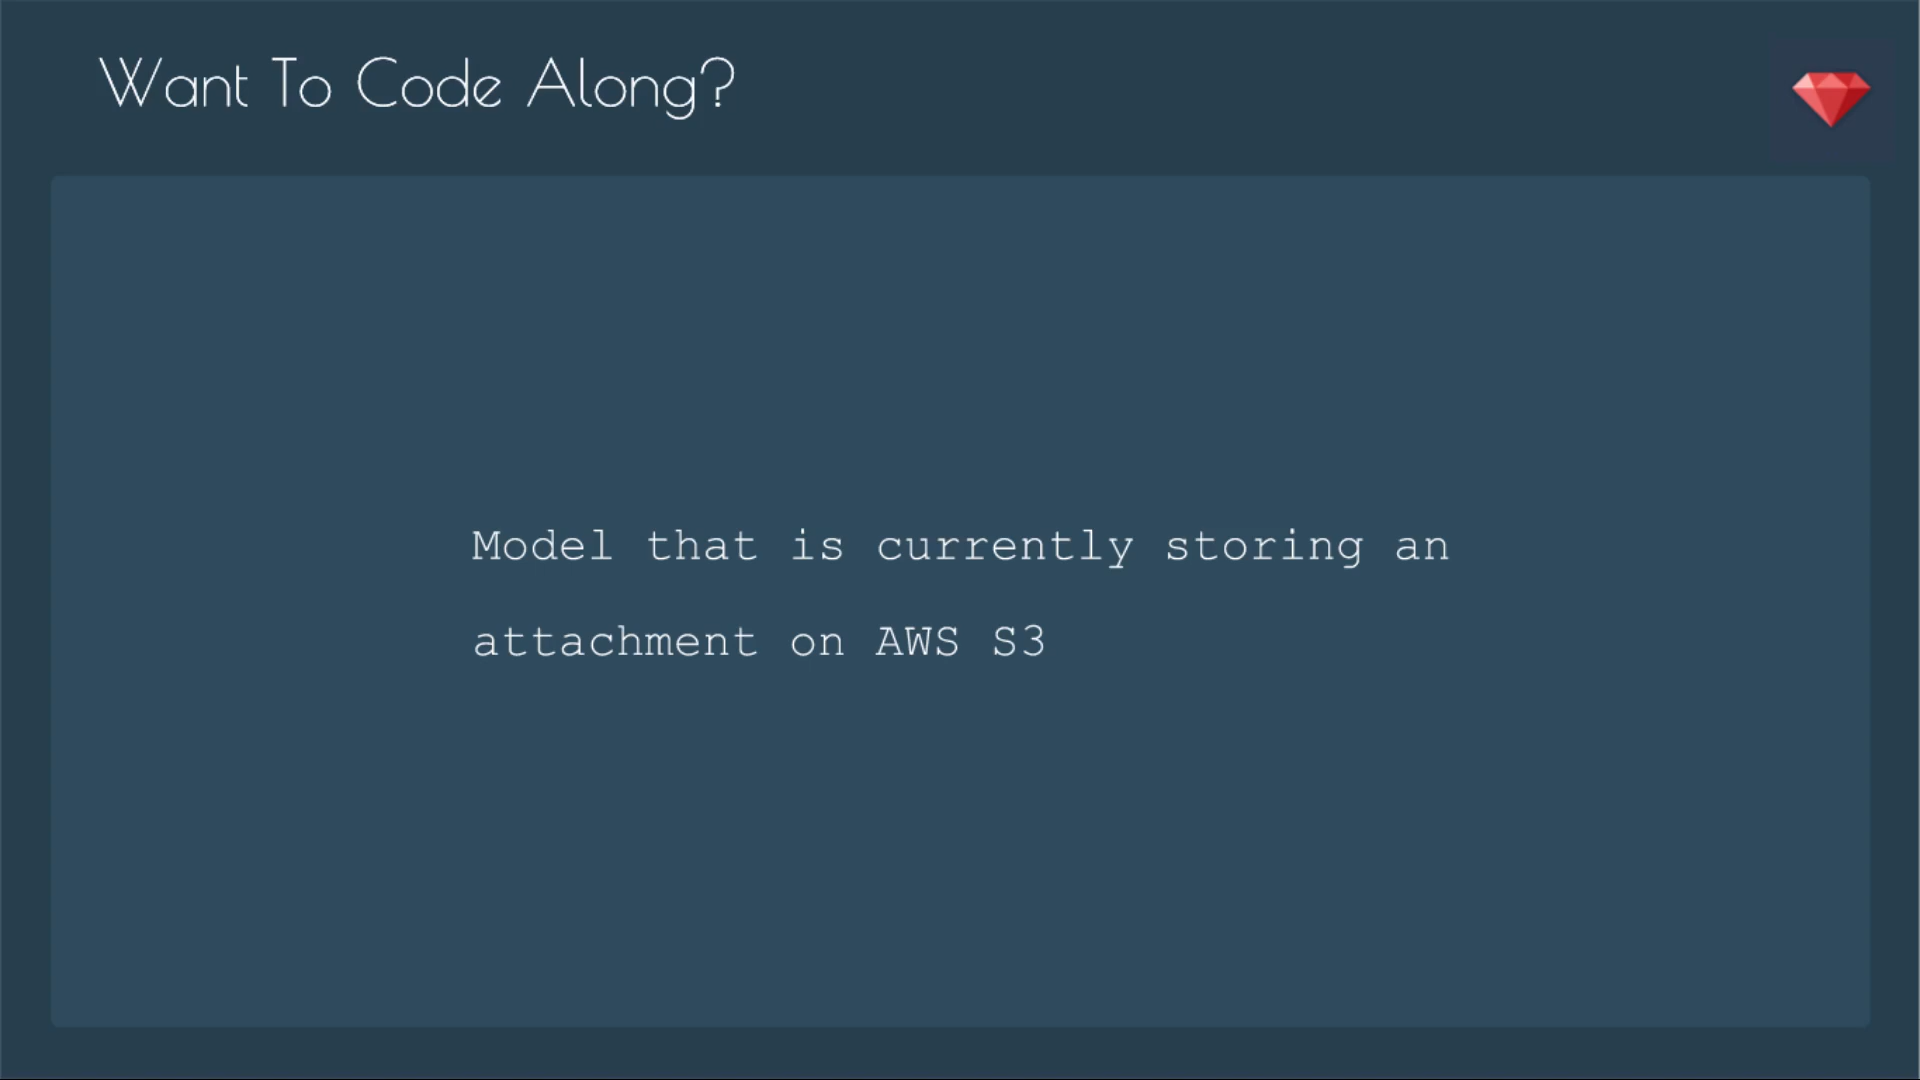 Want To Code Along?
Model that is currently storing an
attachment on AWS S3